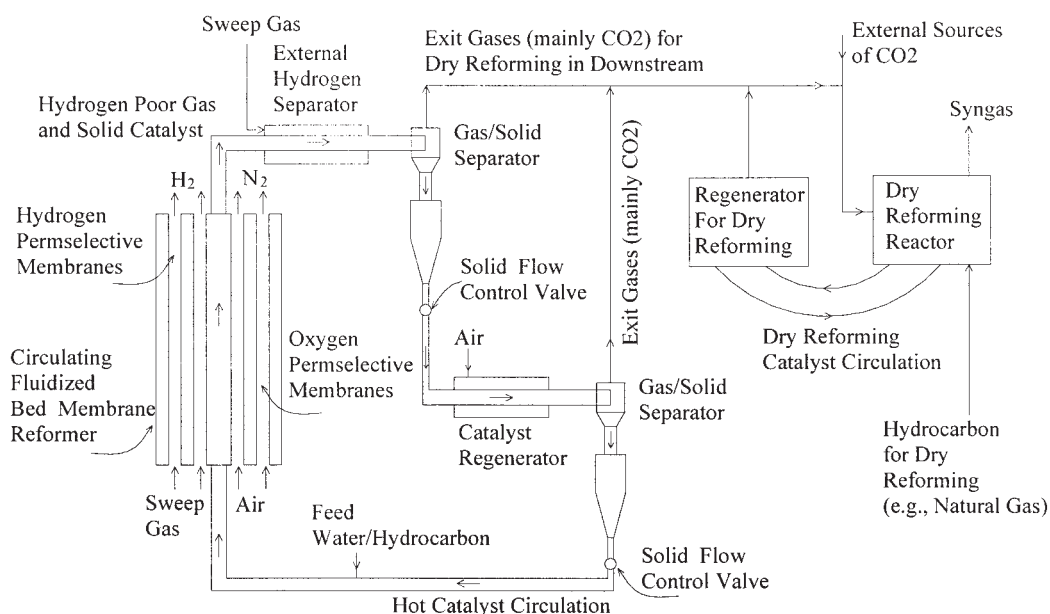 Sweep Gas
External
Hydrogen
Separator
Exit Gases (mainly CO2) for
Dry Reforming in Downstream
External Sources
of CO2
Hydrogen Poor Gas
and Solid Catalyst
Gas/Solid
Separator
Syngas
H2
N2
Hydrogen
Permselective
Membranes
Exit Gases (mainly CO2)
Regenerator
For Dry
Reforming
Dry
Reforming
Reactor
Solid Flow
Control Valve
Circulating
Fluidized
Bed Membrane
Reformer
Oxygen
Permselective
Membranes
Air
Dry Reforming
Catalyst Circulation
Gas/Solid
Separator
Catalyst
Regenerator
Hydrocarbon
for Dry
Reforming
(e.g., Natural Gas)
Sweep
Gas
Air
Feed
Water/Hydrocarbon
Solid Flow
Control Valve
Hot Catalyst Circulation